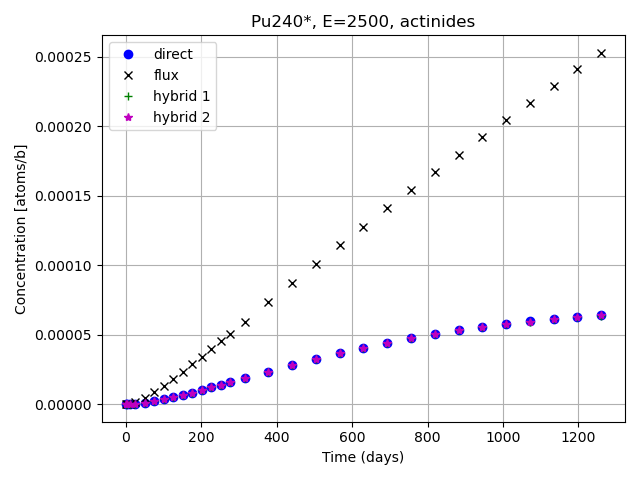 Pu240*, E=2500, actinides
direct
flux
hybrid 1
hybrid 2
0.00025
0.00020
0.00015
0.00010
0.00005
0.00000
Concentration [atoms/b]
0 200 400 600 800 1000 1200
Time (days)